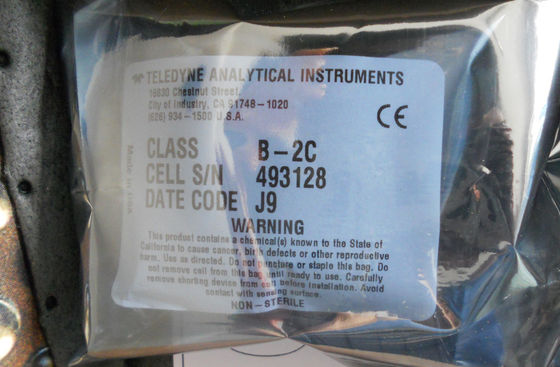 TELEDYNE ANALYTICAL INSTRUMENTS
16830 Chestnut Street,
City of Industry, CA 91748-1020
(626) 934-1500 U.S.A.
CE
CLASS B-2C
CELL S/N 493128
DATE CODE J9
Made in USA
WARNING
This product contains a chemical(s) known to the State of
California to cause cancer, birth defects or other reproductive
harm. Use as directed. Do not puncture or staple this bag. Do
not remove cell from this bag until ready to use. Carefully
remove shorting device from cell before installation. Avoid
contact with sensing surface.
NON-STERILE